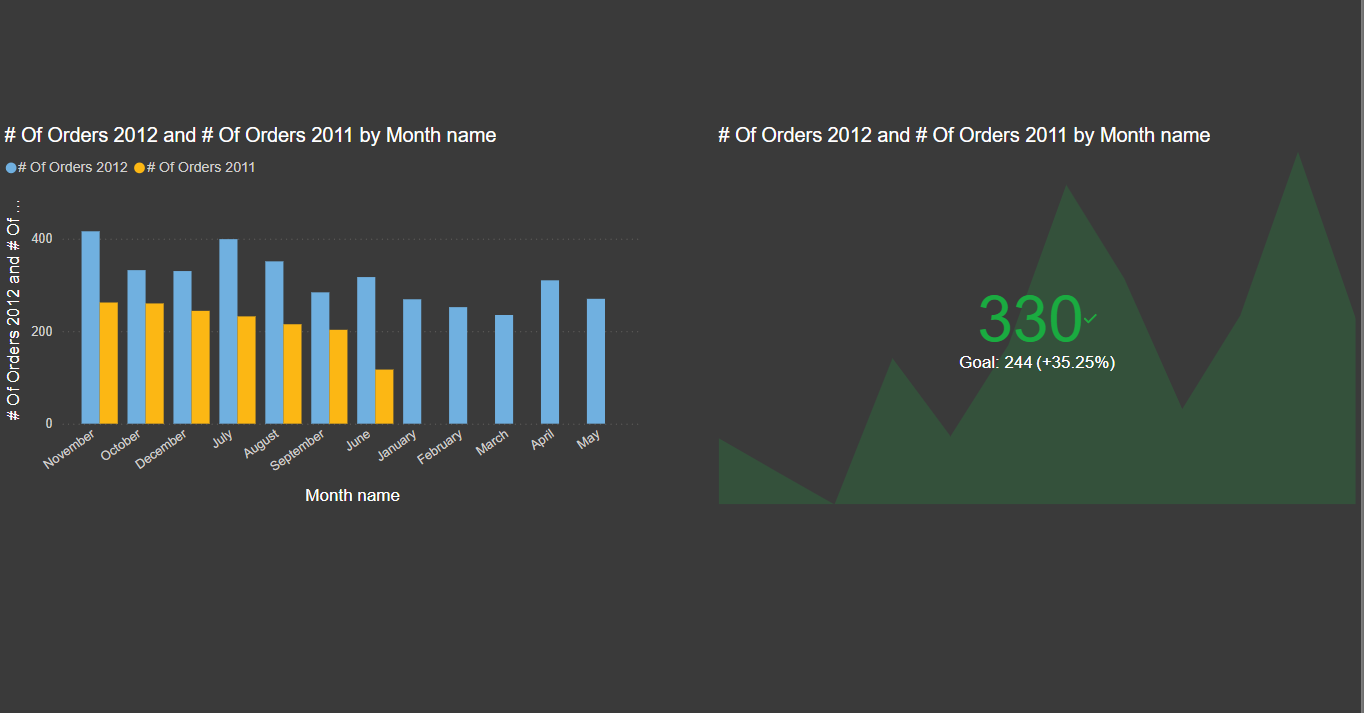 # Of Orders 2012 and # Of Orders 2011 by Month name
# Of Orders 2012 # Of Orders 2011
# Of Orders 2012 and # Of ...
400
200
0
November October December July August September June January February March April May
Month name
# Of Orders 2012 and # Of Orders 2011 by Month name
330
Goal: 244 (+35.25%)